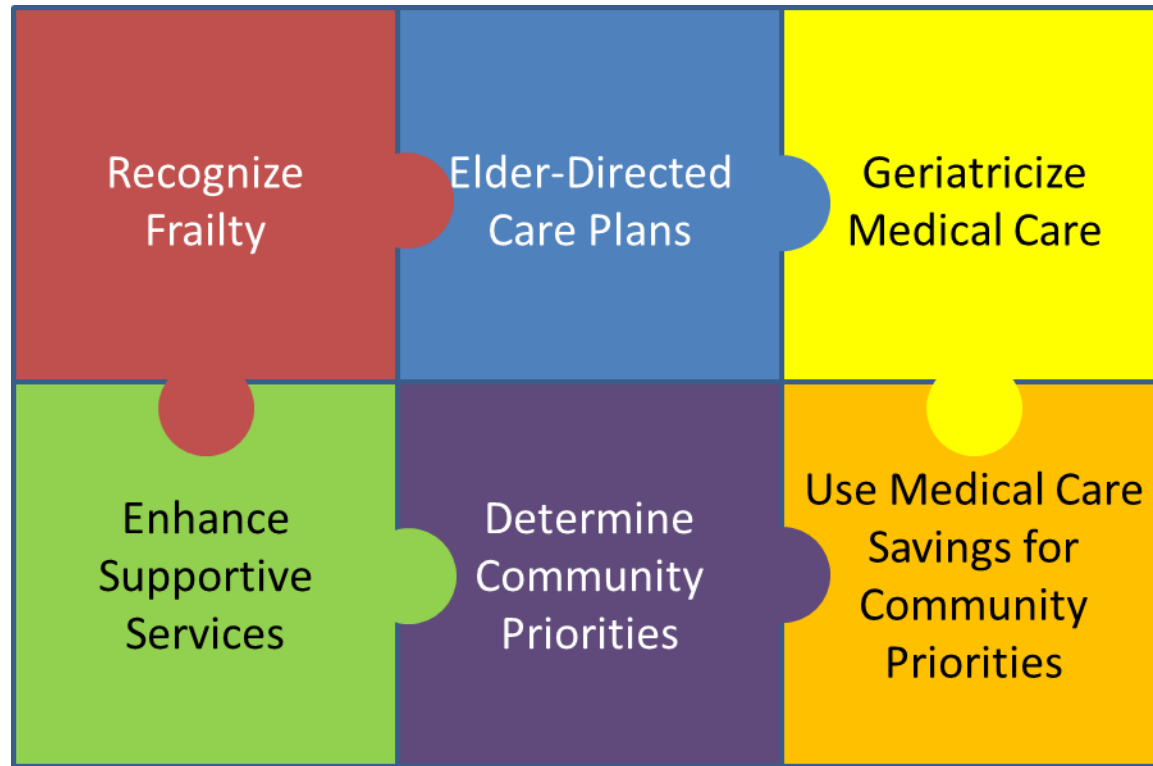 Recognize
Frailty
Elder-Directed
Care Plans
Geriatricize
Medical Care
Enhance
Supportive
Services
Determine
Community
Priorities
Use Medical Care
Savings for
Community
Priorities